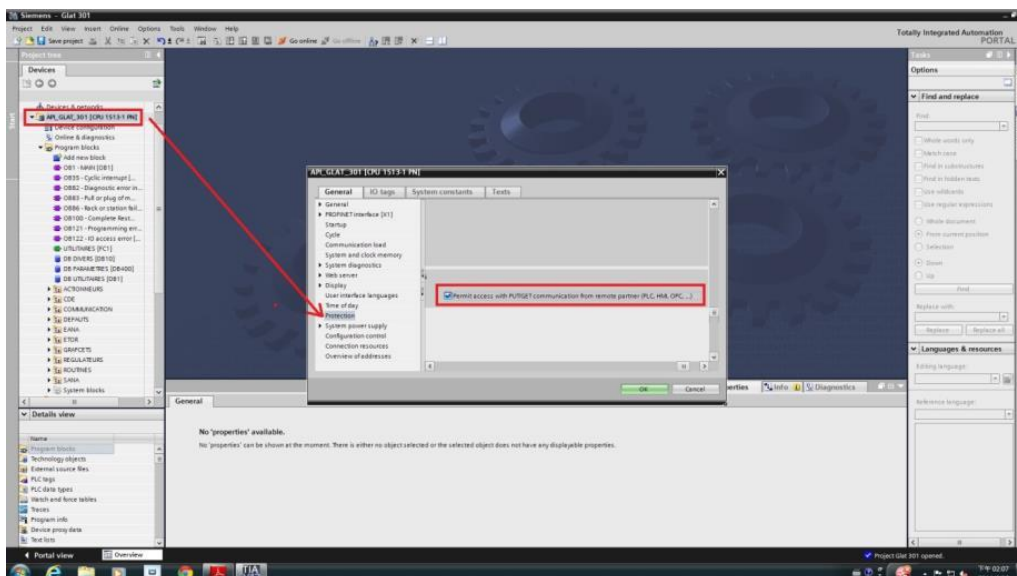 Siemens - Glat 301
Project Edit View Insert Online Options Tools Window Help
Totally Integrated Automation
PORTAL
Save project
Go online
Go offline
Project tree
Devices
Devices & networks
API_GLAT_301 [CPU 1513-1 PN]
Device configuration
Online & diagnostics
Program blocks
Add new block
OB1 - MAIN [OB1]
OB35 - Cyclic interrupt [...
OB82 - Diagnostic error in...
OB83 - Pull or plug of m...
OB86 - Rack or station fail...
OB100 - Complete Rest...
OB121 - Programming err...
OB122 - IO access error [...
UTILITAIRES [FC1]
DB DIVERS [DB10]
DB PARAMETRES [DB400]
DB UTILITAIRES [DB1]
ACTIONNEURS
CDE
COMMUNICATION
DEFAUTS
EANA
ETOR
GRAFCETS
REGULATEURS
ROUTINES
SANA
System blocks
Details view
Name
Program blocks
Technology objects
External source files
PLC tags
PLC data types
Watch and force tables
Traces
Program info
Device proxy data
Text lists
API_GLAT_301 [CPU 1513-1 PN]
General IO tags System constants Texts
General
PROFINET interface [X1]
Startup
Cycle
Communication load
System and clock memory
System diagnostics
Web server
Display
User interface languages
Time of day
Protection
System power supply
Configuration control
Connection resources
Overview of addresses
Permit access with PUT/GET communication from remote partner (PLC, HMI, OPC, ...)
OK Cancel
erties Info Diagnostics
General
No 'properties' available.
No 'properties' can be shown at the moment. There is either no object selected or the selected object does not have any displayable properties.
Tasks
Options
Find and replace
Find:
Whole words only
Match case
Find in substructures
Find in hidden texts
Use wildcards
Use regular expressions
Whole document
From current position
Selection
Down
Up
Find
Replace with:
Replace Replace all
Languages & resources
Editing language:
Reference language:
Start
Portal view Overview
Project Glat 301 opened.
下午 02:07